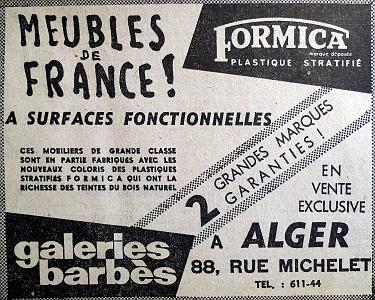 MEUBLES
DE
FRANCE !
FORMICA
marque déposée
PLASTIQUE STRATIFIÉ
A SURFACES FONCTIONNELLES
CES MOBILIERS DE GRANDE CLASSE
SONT EN PARTIE FABRIQUES AVEC LES
NOUVEAUX COLORIS DES PLASTIQUES
STRATIFIÉS FORMICA QUI ONT LA
RICHESSE DES TEINTES DU BOIS NATUREL
2 GRANDES MARQUES
GARANTIES !
EN
VENTE
EXCLUSIVE
A ALGER
88, RUE MICHELET
TEL. : 611-44
galeries
barbès